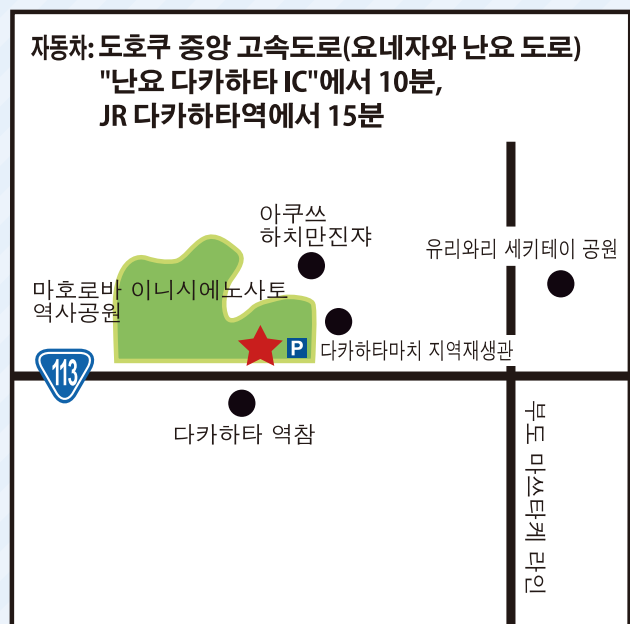 자동차: 도호쿠 중앙 고속도로(요네자와 난요 도로)
"난요 다카하타 IC"에서 10분,
JR 다카하타역에서 15분
아쿠쓰
하치만진쟈
유리와리 세키테이 공원
마호로바 이니시에노사토
역사공원
P
다카하타마치 지역재생관
113
다카하타 역참
부도 마쓰타케 라인